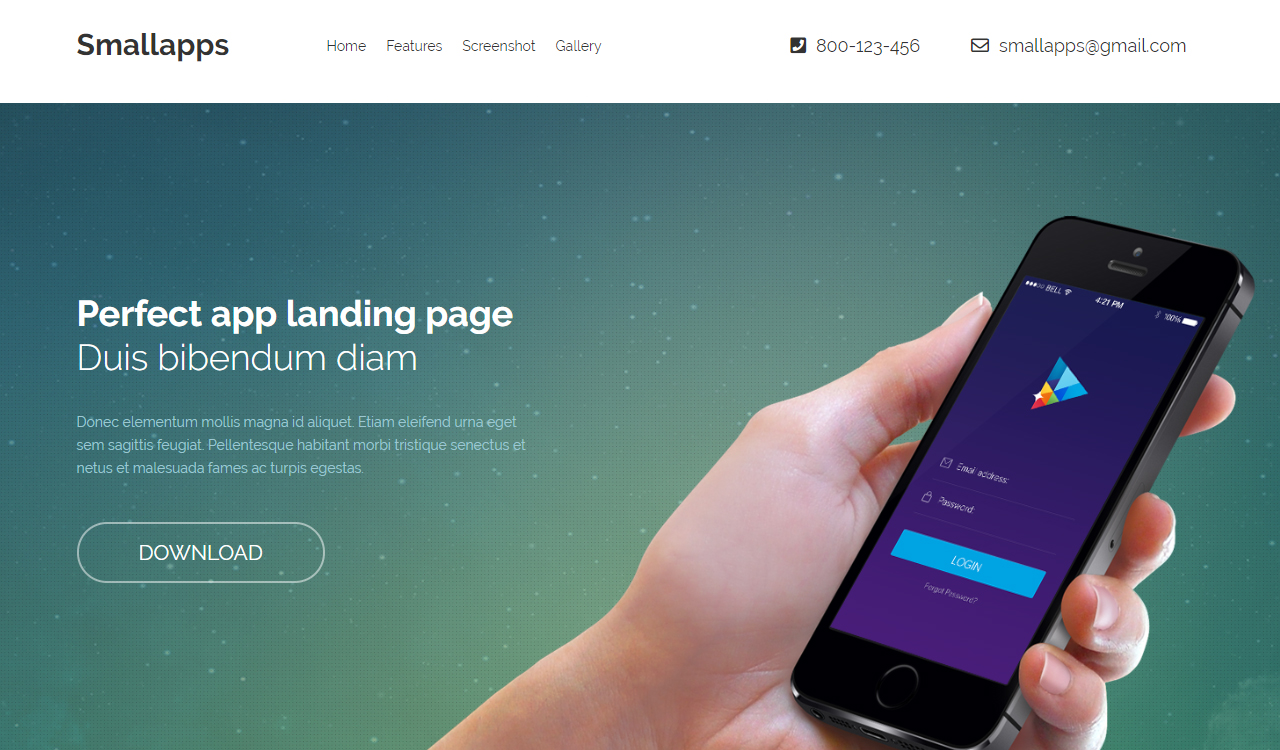 Smallapps
Home Features Screenshot Gallery
800-123-456
smallapps@gmail.com
Perfect app landing page
Duis bibendum diam
Donec elementum mollis magna id aliquet. Etiam eleifend urna eget
sem sagittis feugiat. Pellentesque habitant morbi tristique senectus et
netus et malesuada fames ac turpis egestas.
DOWNLOAD
BELL 4:21 PM 100%
Email address:
Password:
LOGIN
Forgot Password?